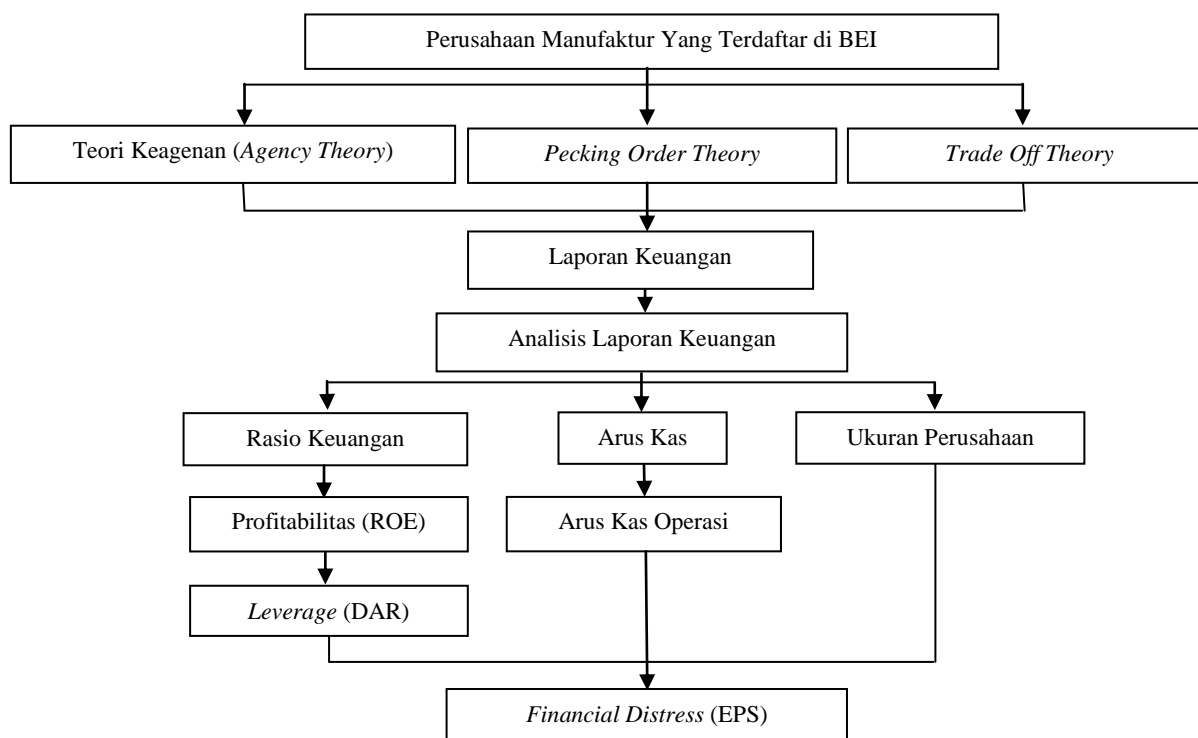 Perusahaan Manufaktur Yang Terdaftar di BEI
Teori Keagenan (Agency Theory)
Pecking Order Theory
Trade Off Theory
Laporan Keuangan
Analisis Laporan Keuangan
Rasio Keuangan
Arus Kas
Ukuran Perusahaan
Profitabilitas (ROE)
Arus Kas Operasi
Leverage (DAR)
Financial Distress (EPS)